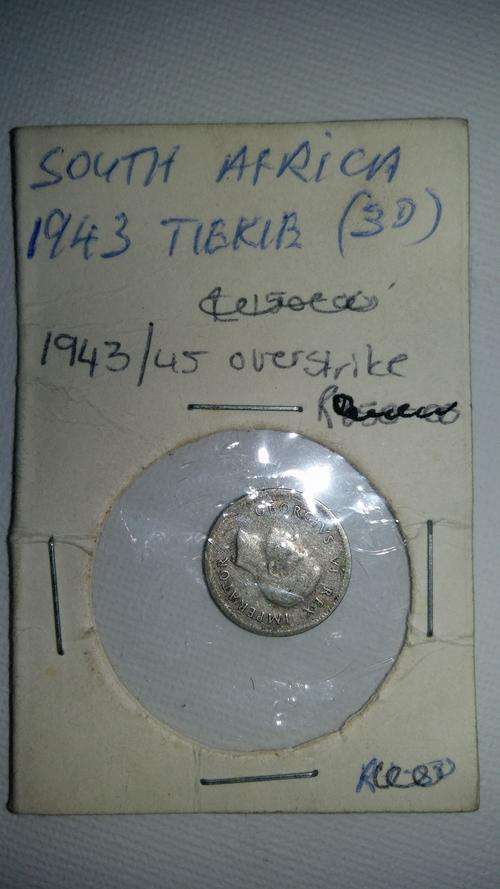 SOUTH AFRICA
1943 TIEKIE (3D)
1943/45 overstrike
GEORGIVS VI REX IMPERATOR